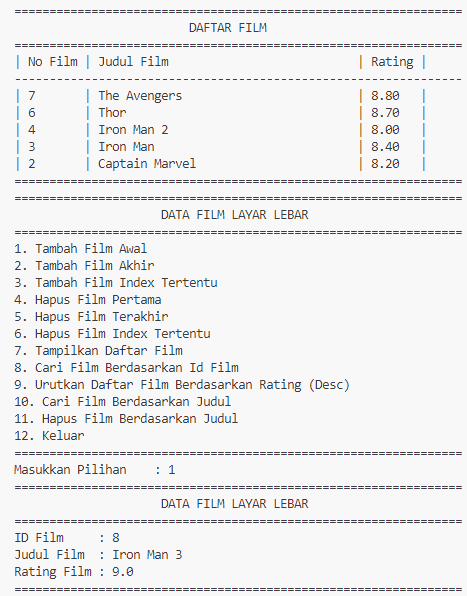 ================================================================
DAFTAR FILM
================================================================
| No Film | Judul Film | Rating |
----------------------------------------------------------------
| 7 | The Avengers | 8.80 |
| 6 | Thor | 8.70 |
| 4 | Iron Man 2 | 8.00 |
| 3 | Iron Man | 8.40 |
| 2 | Captain Marvel | 8.20 |
================================================================
================================================================
DATA FILM LAYAR LEBAR
================================================================
1. Tambah Film Awal
2. Tambah Film Akhir
3. Tambah Film Index Tertentu
4. Hapus Film Pertama
5. Hapus Film Terakhir
6. Hapus Film Index Tertentu
7. Tampilkan Daftar Film
8. Cari Film Berdasarkan Id Film
9. Urutkan Daftar Film Berdasarkan Rating (Desc)
10. Cari Film Berdasarkan Judul
11. Hapus Film Berdasarkan Judul
12. Keluar
================================================================
Masukkan Pilihan : 1
================================================================
DATA FILM LAYAR LEBAR
================================================================
ID Film : 8
Judul Film : Iron Man 3
Rating Film : 9.0
================================================================